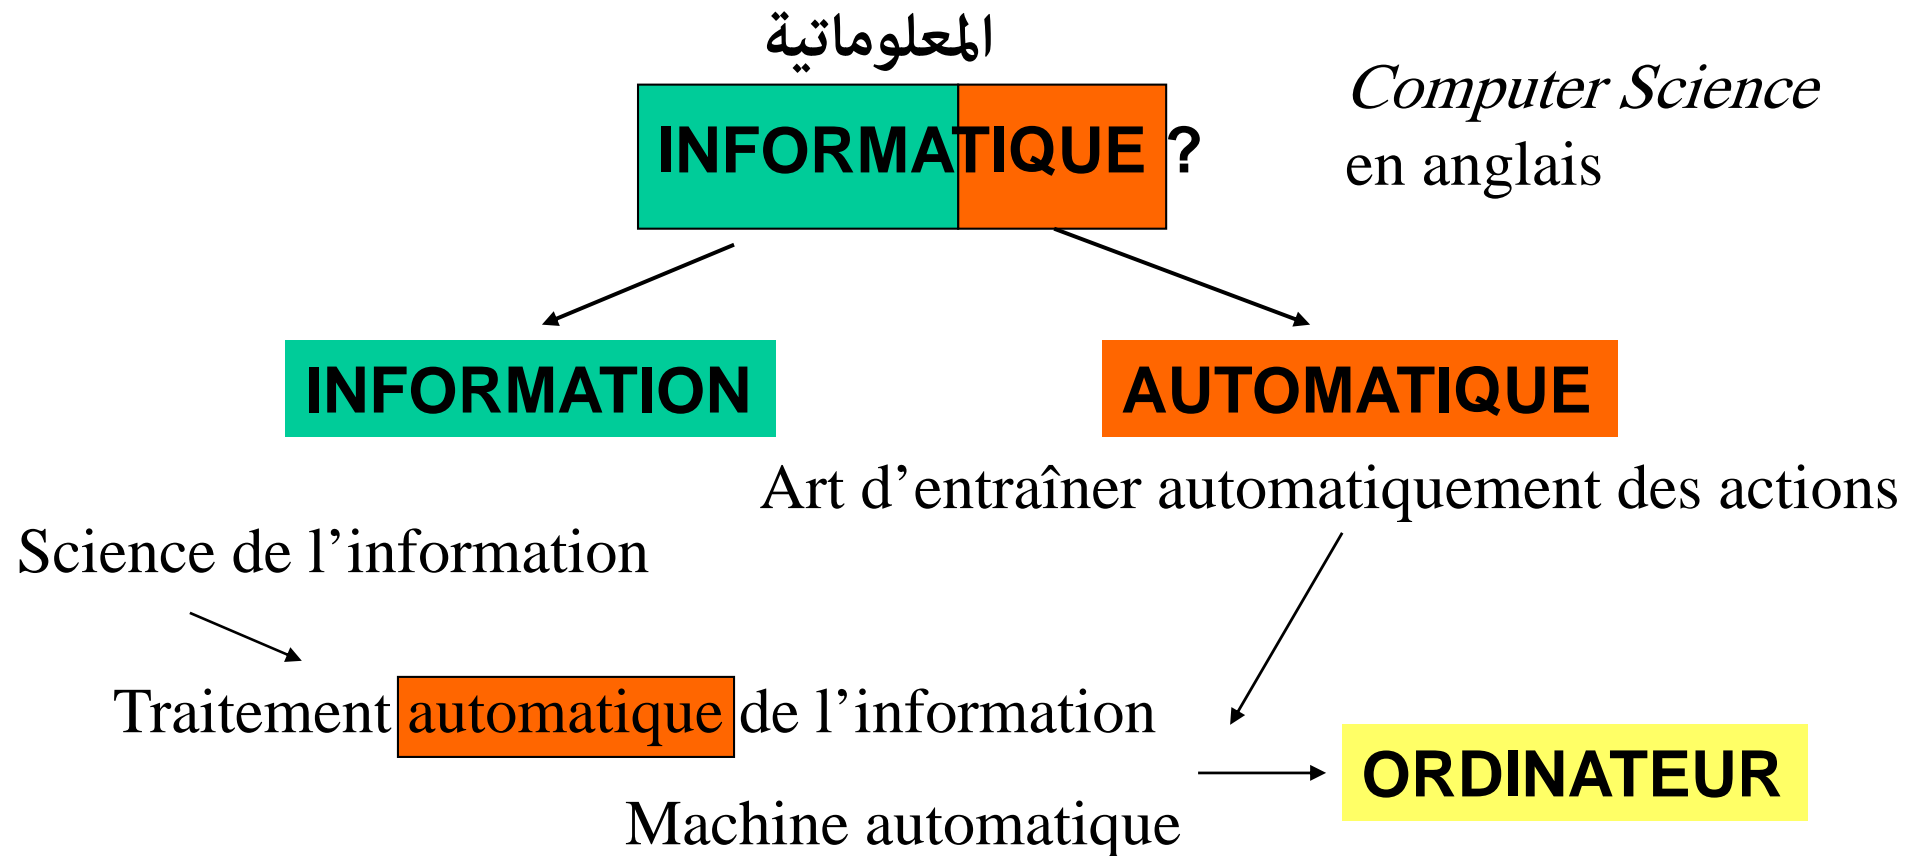 المعلوماتية
INFORMATIQUE ?
Computer Science
en anglais
INFORMATION
AUTOMATIQUE
Art d’entraîner automatiquement des actions
Science de l’information
Traitement automatique de l’information
ORDINATEUR
Machine automatique